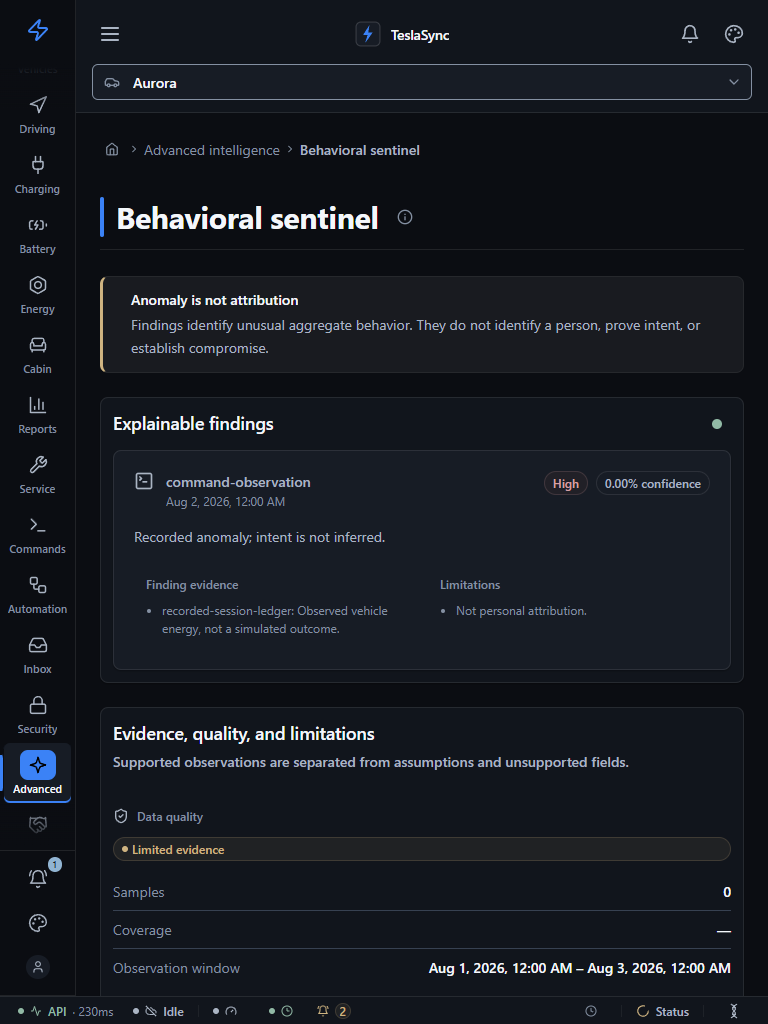 TeslaSync
Aurora
Driving
Charging
Battery
Energy
Cabin
Reports
Service
Commands
Automation
Inbox
Security
Advanced
1
Advanced intelligence
Behavioral sentinel
Behavioral sentinel
Anomaly is not attribution
Findings identify unusual aggregate behavior. They do not identify a person, prove intent, or
establish compromise.
Explainable findings
command-observation
High
0.00% confidence
Aug 2, 2026, 12:00 AM
Recorded anomaly; intent is not inferred.
Finding evidence
• recorded-session-ledger: Observed vehicle
energy, not a simulated outcome.
Limitations
• Not personal attribution.
Evidence, quality, and limitations
Supported observations are separated from assumptions and unsupported fields.
Data quality
Limited evidence
Samples
0
Coverage
—
Observation window
Aug 1, 2026, 12:00 AM – Aug 3, 2026, 12:00 AM
API · 230ms
Idle
2
Status